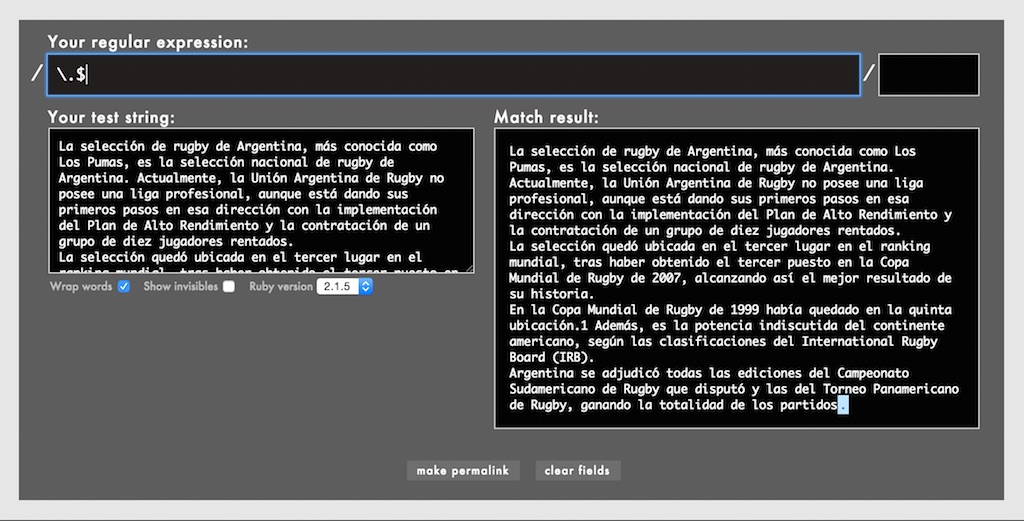 Your regular expression:
/ \.$ /
Your test string:
La selección de rugby de Argentina, más conocida como
Los Pumas, es la selección nacional de rugby de
Argentina. Actualmente, la Unión Argentina de Rugby no
posee una liga profesional, aunque está dando sus
primeros pasos en esa dirección con la implementación
del Plan de Alto Rendimiento y la contratación de un
grupo de diez jugadores rentados.
La selección quedó ubicada en el tercer lugar en el
ranking mundial, tras haber obtenido el tercer puesto en
Wrap words Show invisibles Ruby version 2.1.5
Match result:
La selección de rugby de Argentina, más conocida como Los
Pumas, es la selección nacional de rugby de Argentina.
Actualmente, la Unión Argentina de Rugby no posee una liga
profesional, aunque está dando sus primeros pasos en esa
dirección con la implementación del Plan de Alto Rendimiento y
la contratación de un grupo de diez jugadores rentados.
La selección quedó ubicada en el tercer lugar en el ranking
mundial, tras haber obtenido el tercer puesto en la Copa
Mundial de Rugby de 2007, alcanzando así el mejor resultado de
su historia.
En la Copa Mundial de Rugby de 1999 había quedado en la quinta
ubicación.1 Además, es la potencia indiscutida del continente
americano, según las clasificaciones del International Rugby
Board (IRB).
Argentina se adjudicó todas las ediciones del Campeonato
Sudamericano de Rugby que disputó y las del Torneo Panamericano
de Rugby, ganando la totalidad de los partidos.
make permalink
clear fields